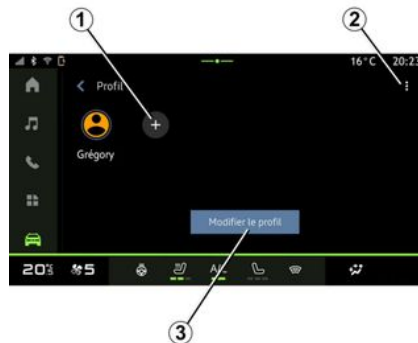 1
2
16°C 20:23
Profil
Grégory
Modifier le profil
20°5 5 A/C
3